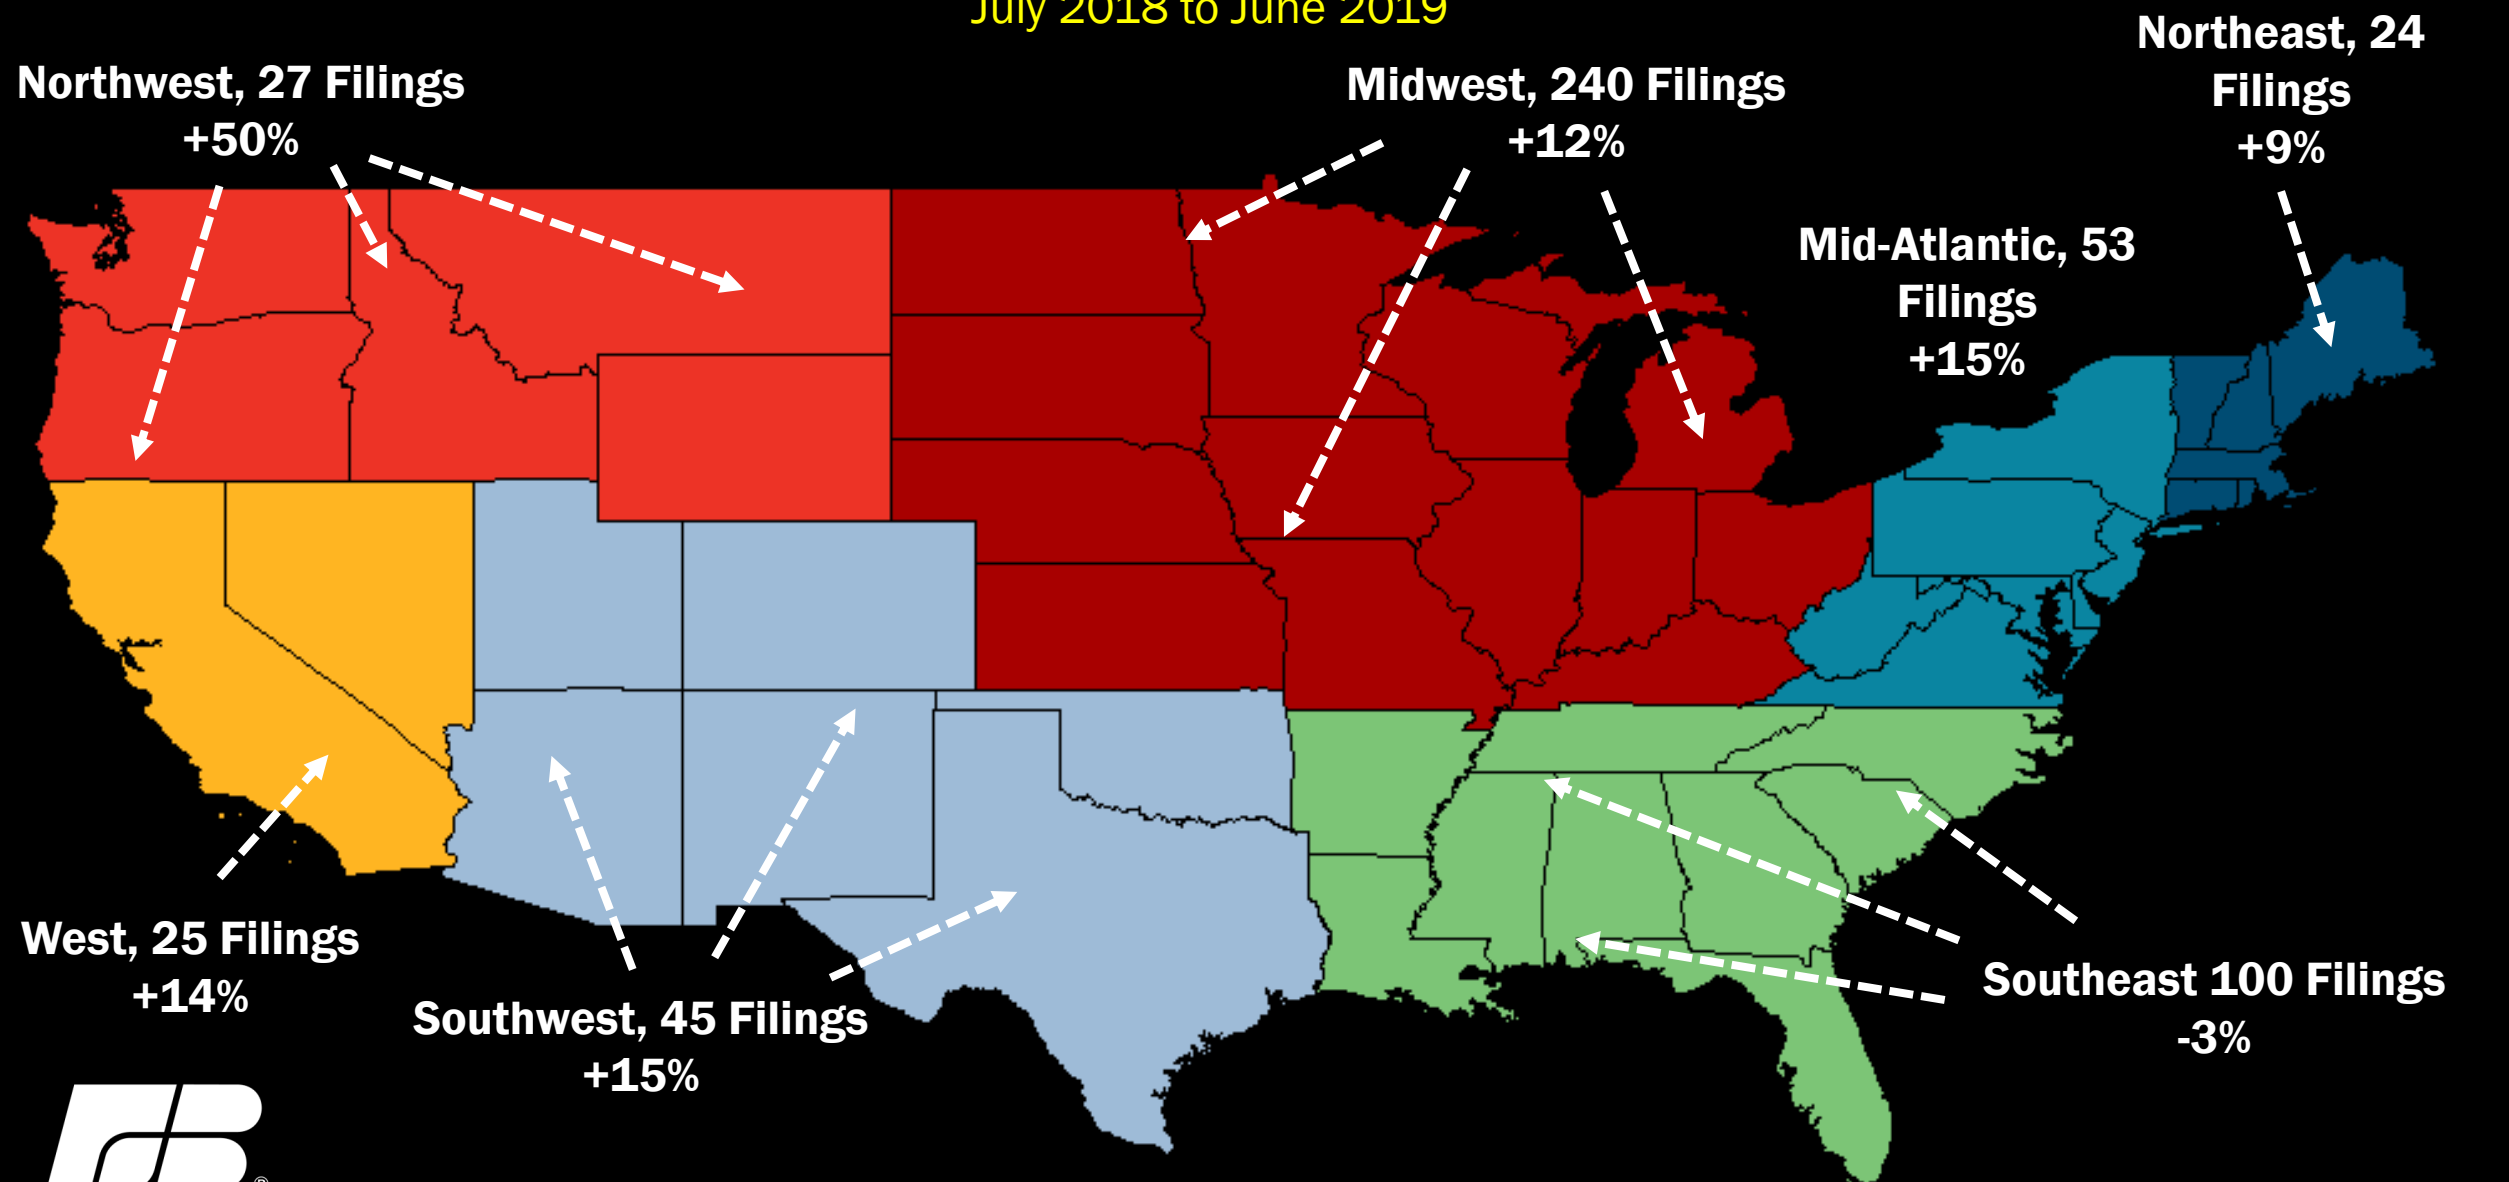 July 2018 to June 2019
Northwest, 27 Filings
+50%
Midwest, 240 Filings
+12%
Northeast, 24
Filings
+9%
Mid-Atlantic, 53
Filings
+15%
West, 25 Filings
+14%
Southwest, 45 Filings
+15%
Southeast 100 Filings
-3%
®